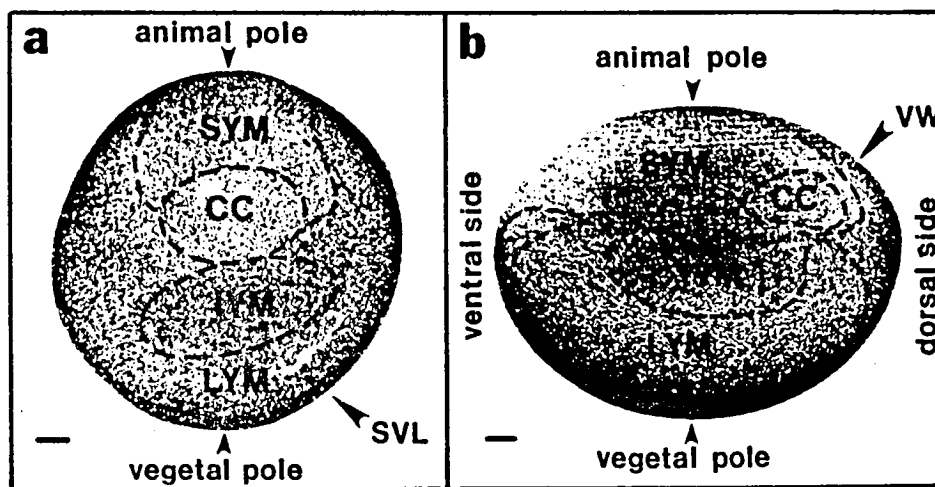 a
animal pole
SYM
CC
LYM
SVL
vegetal pole
b
animal pole
VW
SYM
CC
ventral side
dorsal side
LYM
vegetal pole